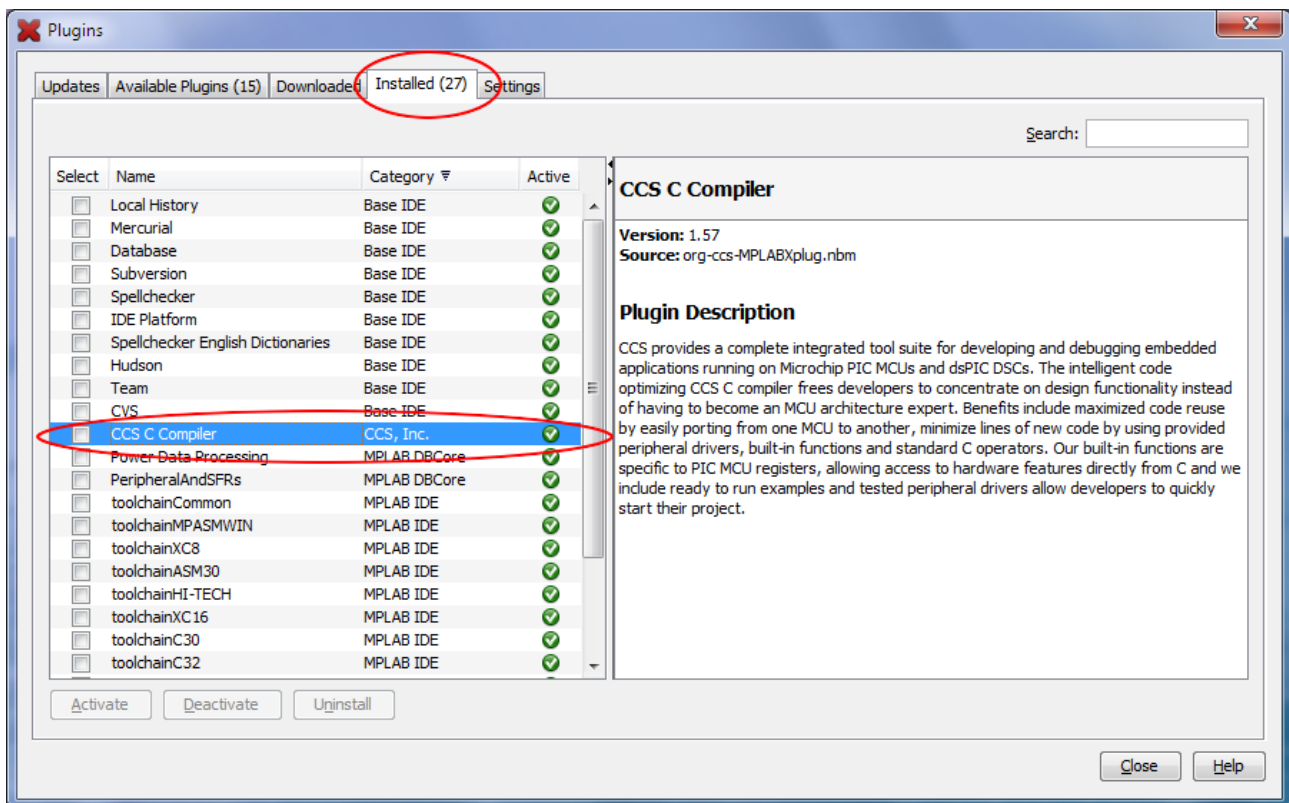 Plugins
Updates Available Plugins (15) Downloaded Installed (27) Settings
Search:
Select Name Category Active
Local History Base IDE
Mercurial Base IDE
Database Base IDE
Subversion Base IDE
Spellchecker Base IDE
IDE Platform Base IDE
Spellchecker English Dictionaries Base IDE
Hudson Base IDE
Team Base IDE
CVS Base IDE
CCS C Compiler CCS, Inc.
Power Data Processing MPLAB DBCore
PeripheralAndSFRs MPLAB DBCore
toolchainCommon MPLAB IDE
toolchainMPASMWIN MPLAB IDE
toolchainXC8 MPLAB IDE
toolchainASM30 MPLAB IDE
toolchainHI-TECH MPLAB IDE
toolchainXC16 MPLAB IDE
toolchainC30 MPLAB IDE
toolchainC32 MPLAB IDE
CCS C Compiler
Version: 1.57
Source: org-ccs-MPLABXplug.nbm
Plugin Description
CCS provides a complete integrated tool suite for developing and debugging embedded
applications running on Microchip PIC MCUs and dsPIC DSCs. The intelligent code
optimizing CCS C compiler frees developers to concentrate on design functionality instead
of having to become an MCU architecture expert. Benefits include maximized code reuse
by easily porting from one MCU to another, minimize lines of new code by using provided
peripheral drivers, built-in functions and standard C operators. Our built-in functions are
specific to PIC MCU registers, allowing access to hardware features directly from C and we
include ready to run examples and tested peripheral drivers allow developers to quickly
start their project.
Activate Deactivate Uninstall
Close Help